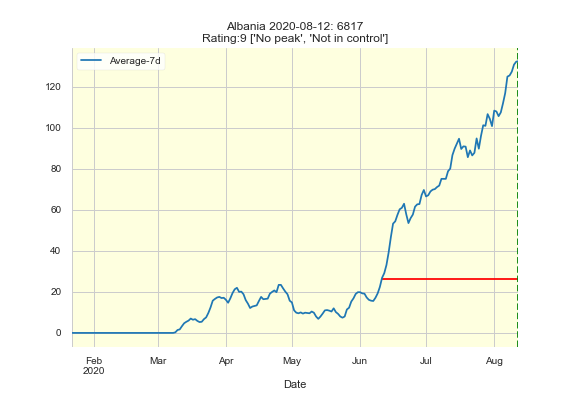 Albania 2020-08-12: 6817
Rating:9 ['No peak', 'Not in control']
Average-7d
120
100
80
60
40
20
0
Feb Mar Apr May Jun Jul Aug
2020
Date